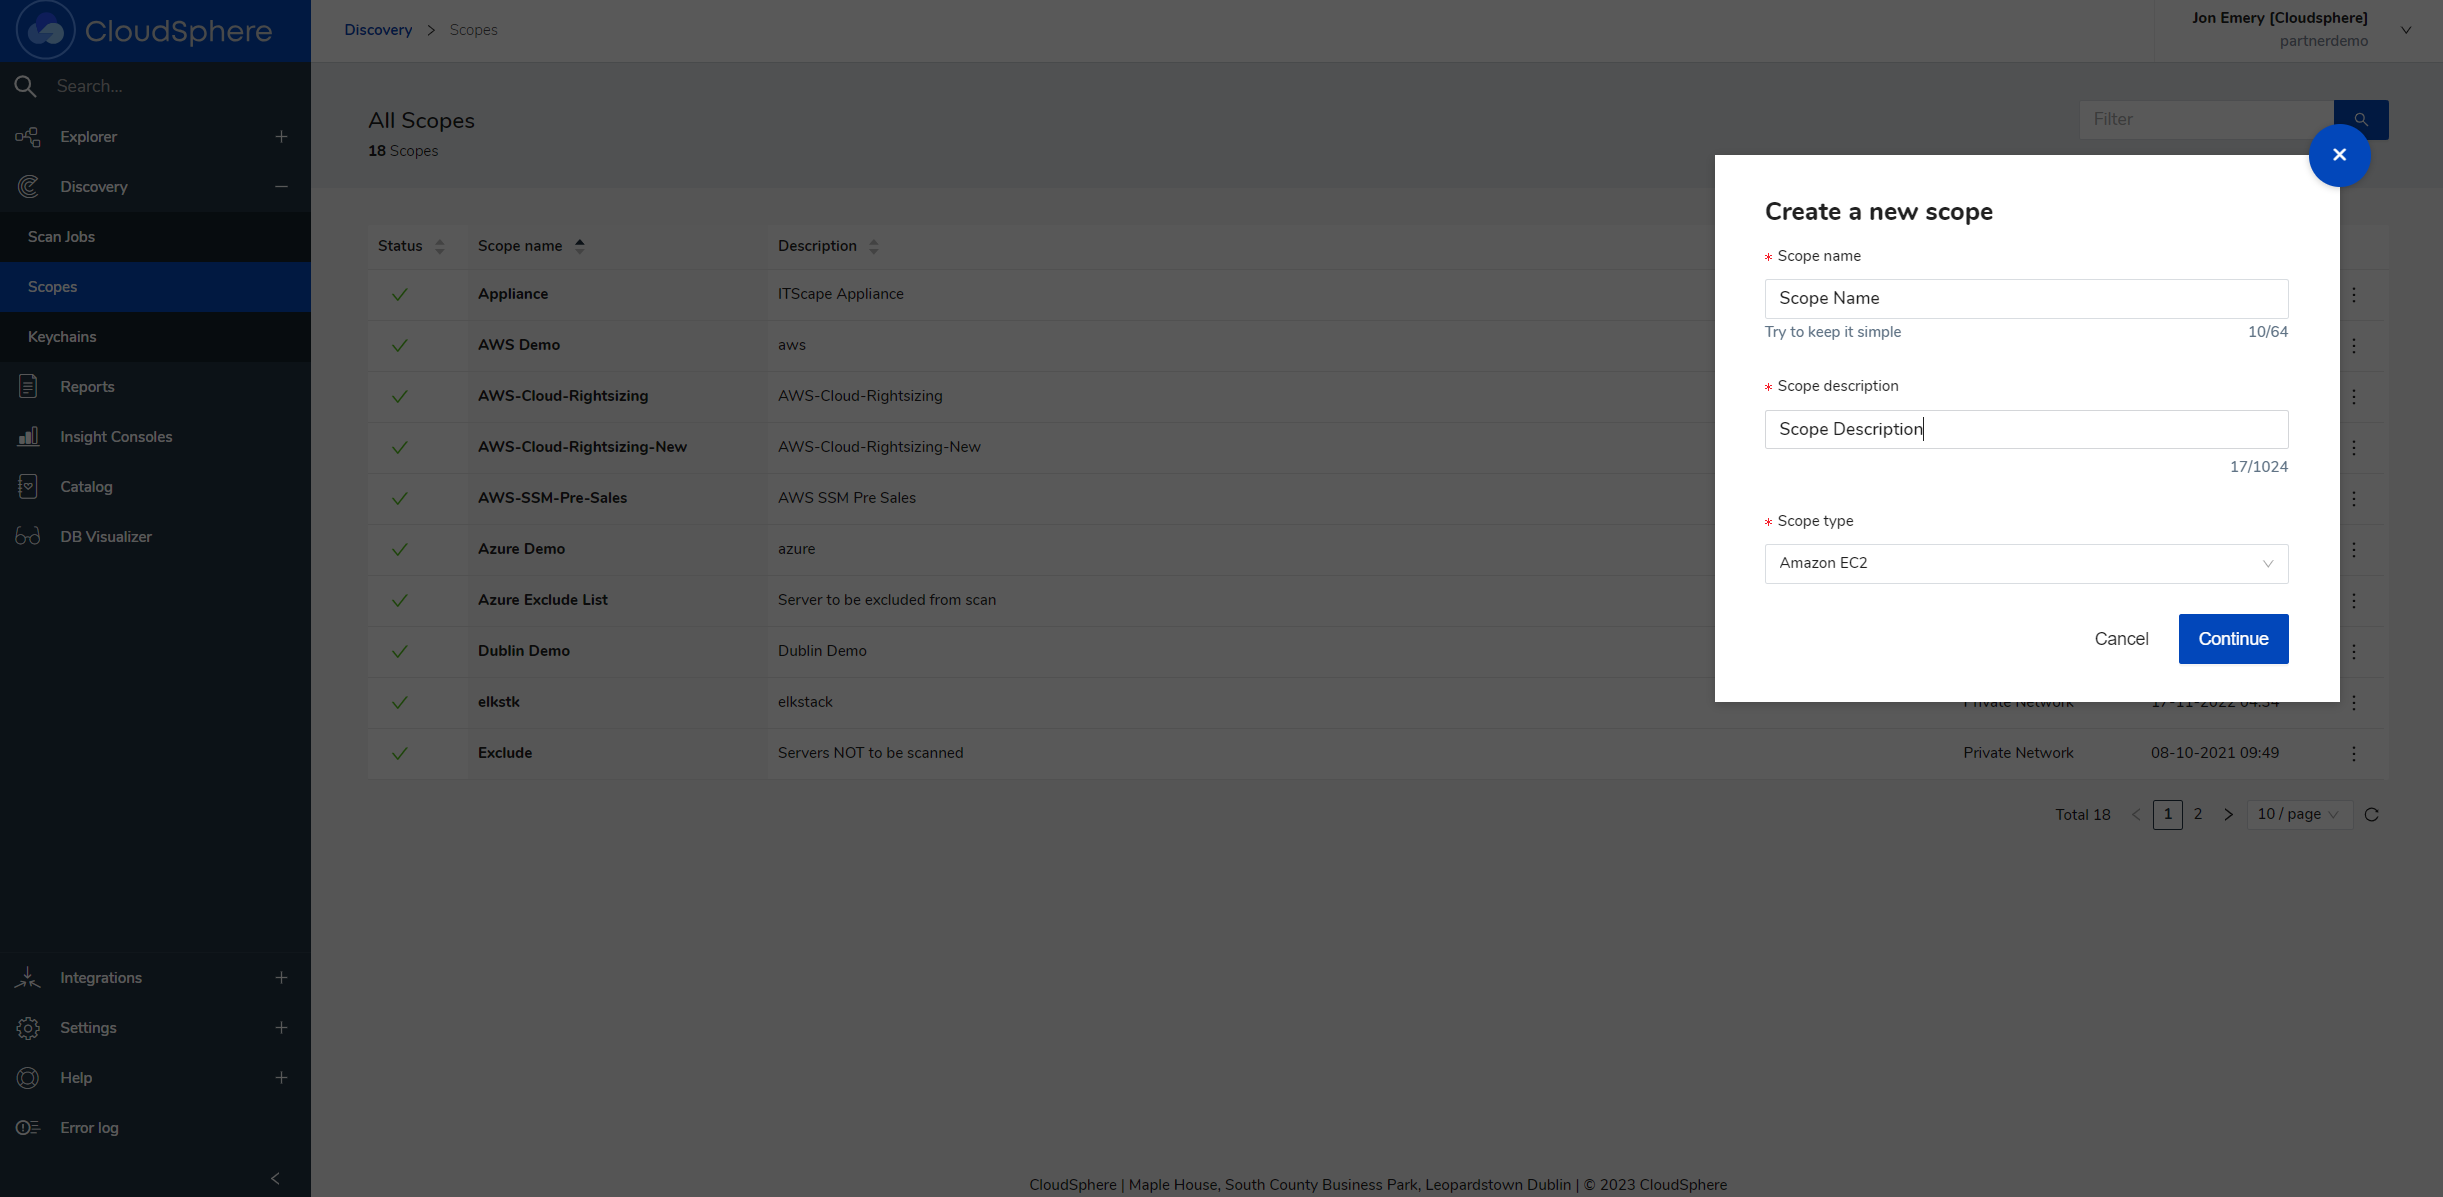 CloudSphere
Search...
Explorer
Discovery
Scan Jobs
Scopes
Keychains
Reports
Insight Consoles
Catalog
DB Visualizer
Integrations
Settings
Help
Error log
Discovery > Scopes
Jon Emery [Cloudsphere]
partnerdemo
All Scopes
18 Scopes
Filter
Status Scope name Description
Appliance ITScape Appliance
AWS Demo aws
AWS-Cloud-Rightsizing AWS-Cloud-Rightsizing
AWS-Cloud-Rightsizing-New AWS-Cloud-Rightsizing-New
AWS-SSM-Pre-Sales AWS SSM Pre Sales
Azure Demo azure
Azure Exclude List Server to be excluded from scan
Dublin Demo Dublin Demo
elkstk elkstack Private Network 17-11-2022 04:34
Exclude Servers NOT to be scanned Private Network 08-10-2021 09:49
Total 18 < 1 2 > 10 / page
Create a new scope
* Scope name
Scope Name
Try to keep it simple 10/64
* Scope description
Scope Description
17/1024
* Scope type
Amazon EC2
Cancel Continue
CloudSphere | Maple House, South County Business Park, Leopardstown Dublin | © 2023 CloudSphere